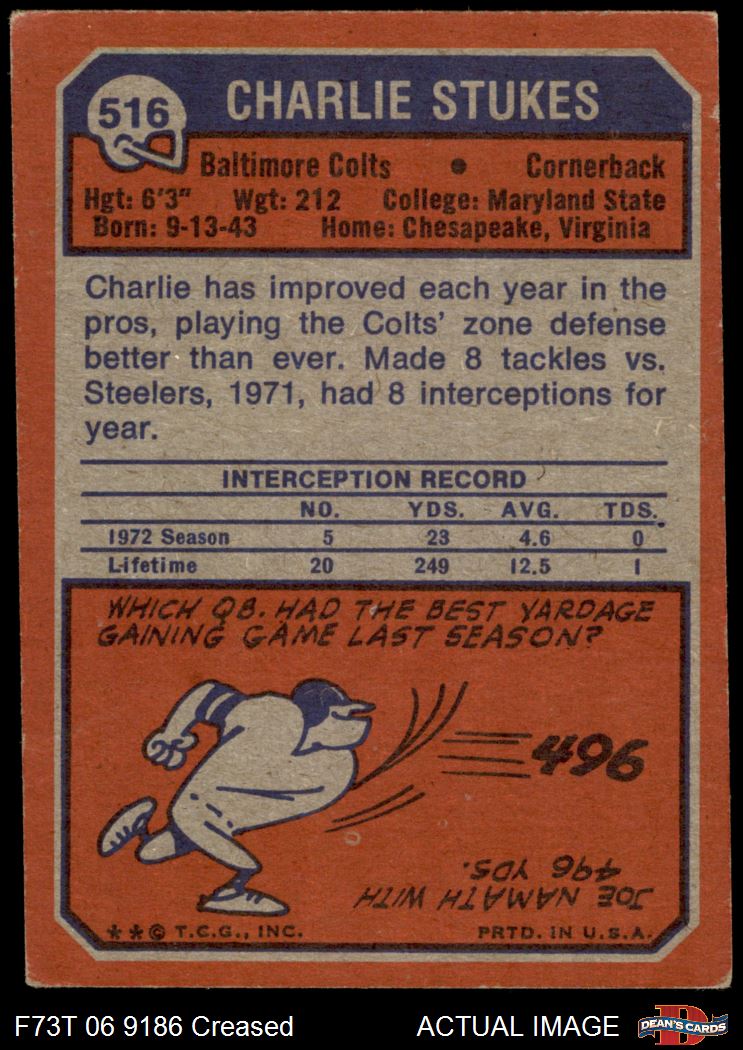 516
CHARLIE STUKES
Baltimore Colts • Cornerback
Hgt: 6'3" Wgt: 212 College: Maryland State
Born: 9-13-43 Home: Chesapeake, Virginia
Charlie has improved each year in the
pros, playing the Colts' zone defense
better than ever. Made 8 tackles vs.
Steelers, 1971, had 8 interceptions for
year.
INTERCEPTION RECORD
NO. YDS. AVG. TDS.
1972 Season 5 23 4.6 0
Lifetime 20 249 12.5 1
WHICH QB. HAD THE BEST YARDAGE
GAINING GAME LAST SEASON?
496
JOE NAMATH WITH
496 YDS.
**© T.C.G., INC. PRTD. IN U.S.A.
F73T 06 9186 Creased ACTUAL IMAGE
D
DEAN'S CARDS